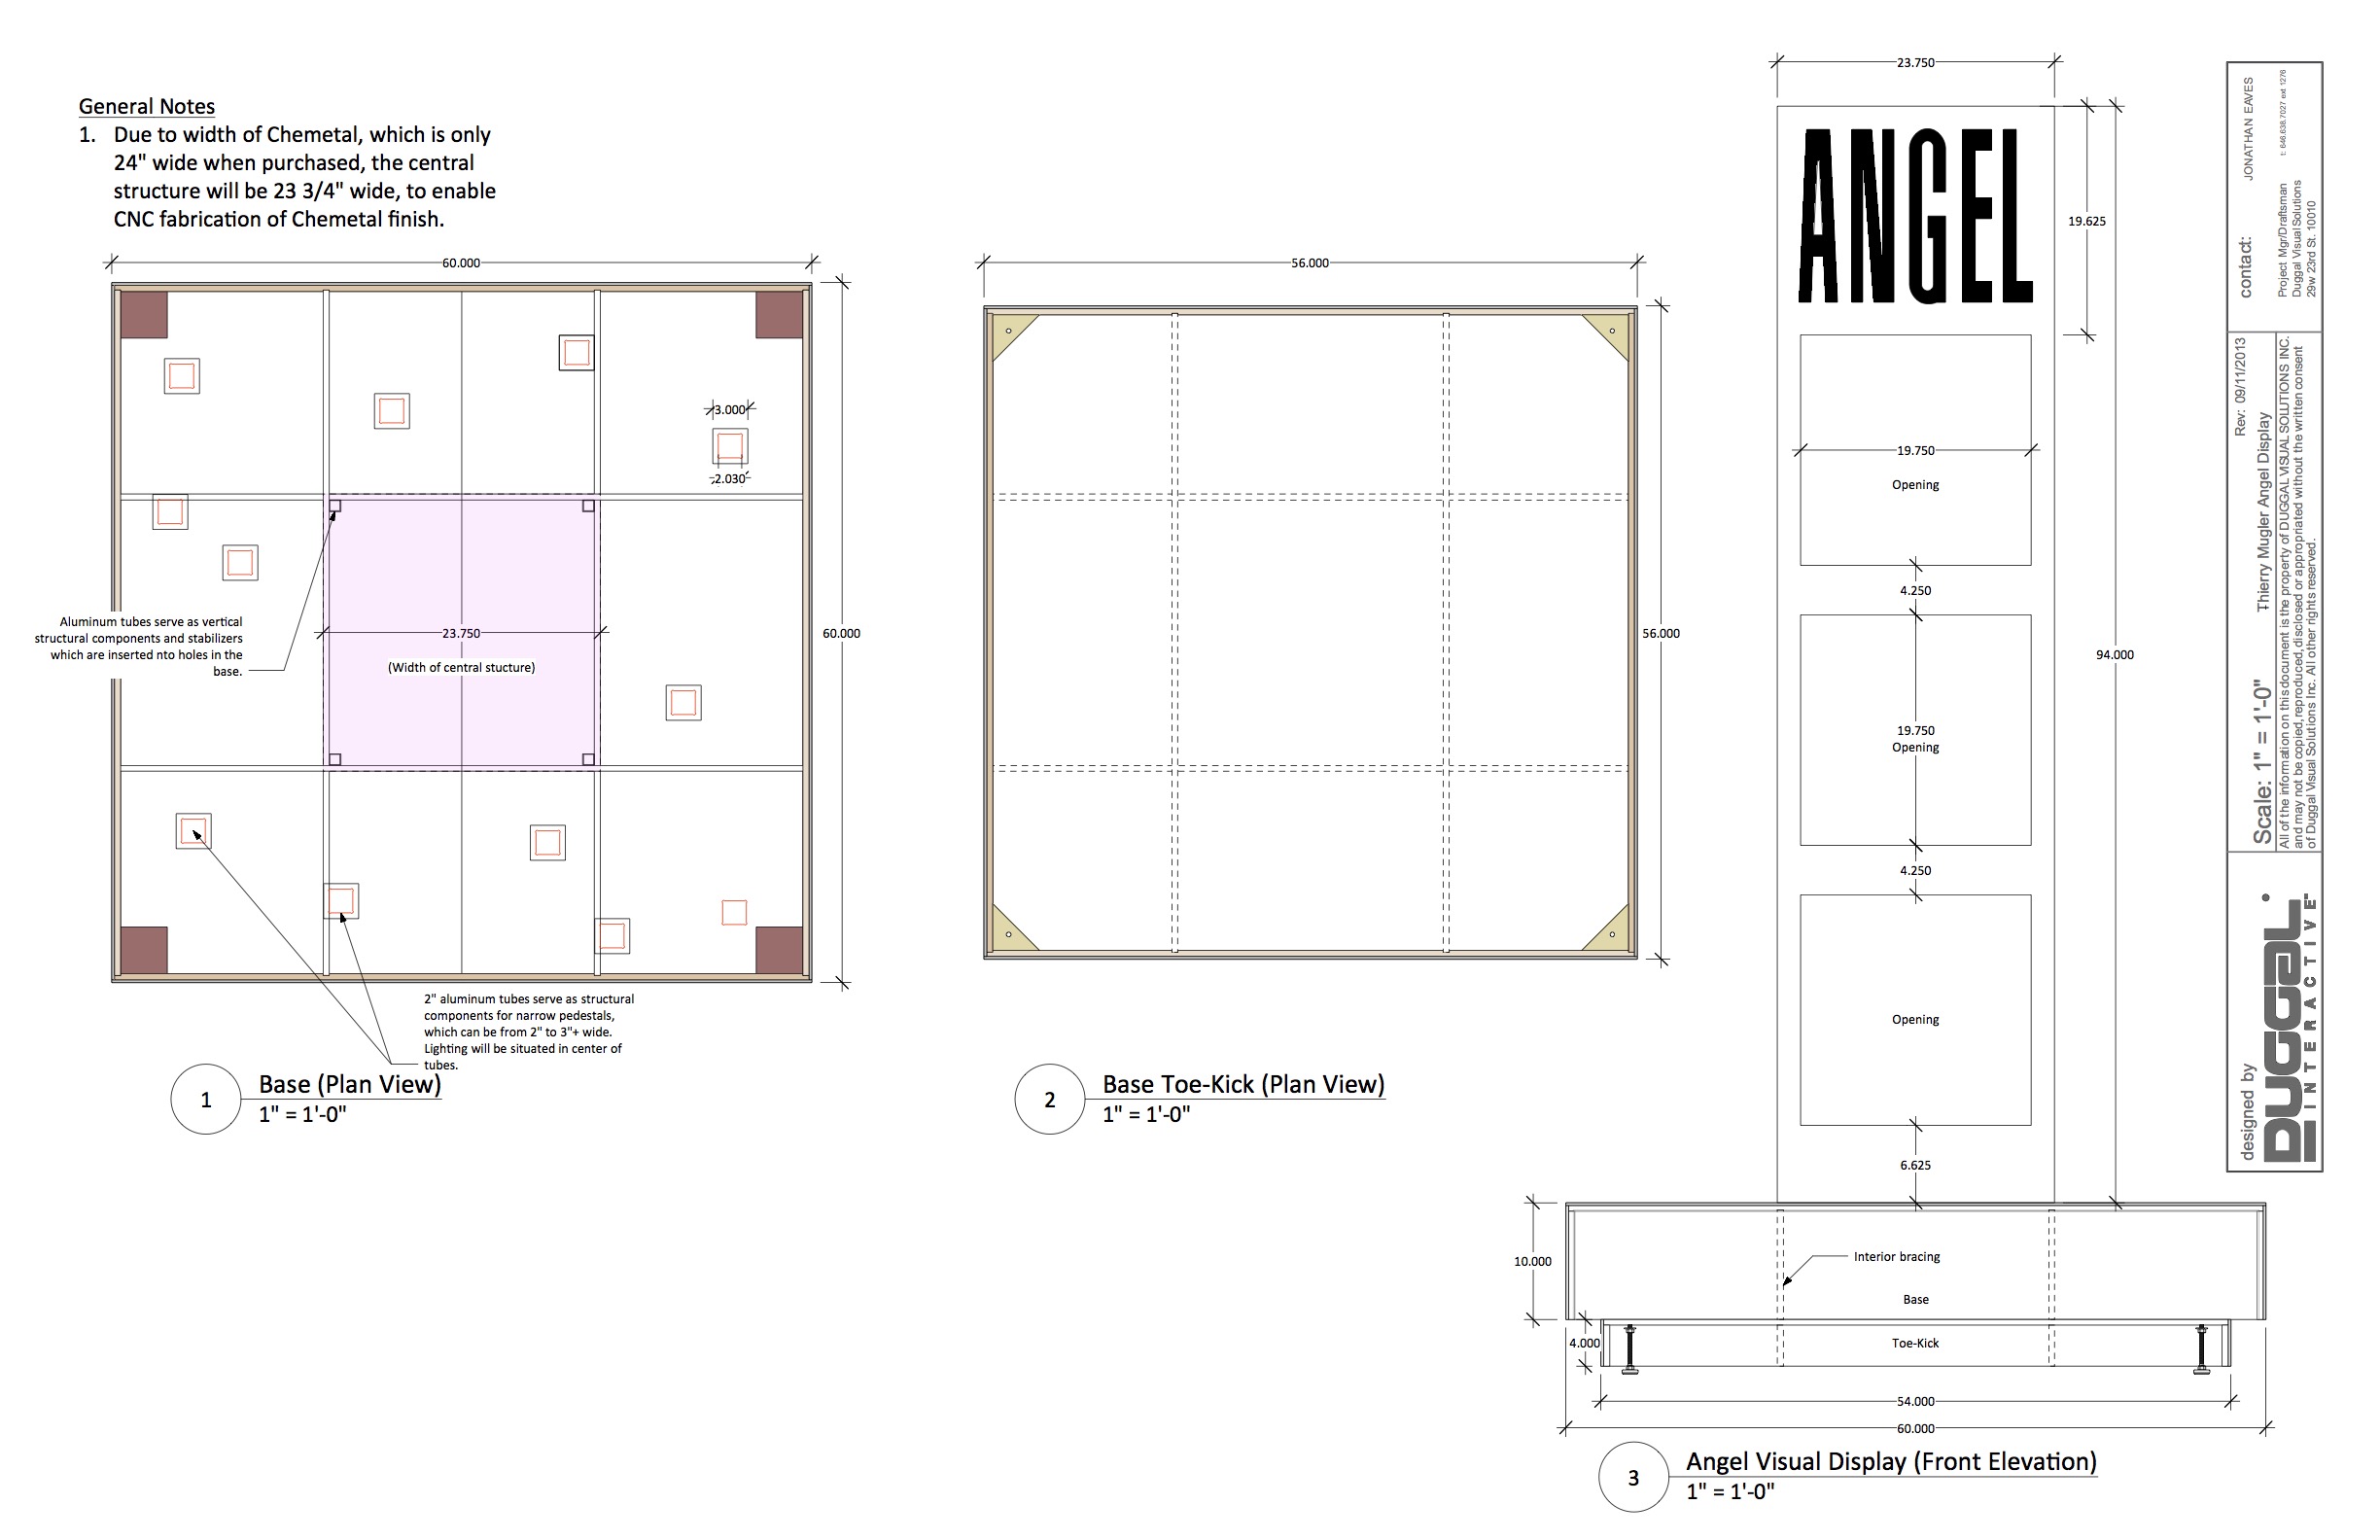 General Notes
1. Due to width of Chemetal, which is only
24" wide when purchased, the central
structure will be 23 3/4" wide, to enable
CNC fabrication of Chemetal finish.
60.000
3.000
2.030
60.000
23.750
(Width of central stucture)
Aluminum tubes serve as vertical
structural components and stabilizers
which are inserted nto holes in the
base.
2" aluminum tubes serve as structural
components for narrow pedestals,
which can be from 2" to 3"+ wide.
Lighting will be situated in center of
tubes.
1
Base (Plan View)
1" = 1'-0"
56.000
56.000
2
Base Toe-Kick (Plan View)
1" = 1'-0"
23.750
ANGEL
19.625
19.750
Opening
4.250
94.000
19.750
Opening
4.250
Opening
6.625
10.000
Interior bracing
Base
4.000
Toe-Kick
54.000
60.000
3
Angel Visual Display (Front Elevation)
1" = 1'-0"
designed by
DUGGAL
INTERACTIVE
Scale: 1" = 1'-0"
Thierry Mugler Angel Display
Rev: 09/11/2013
All of the information on this document is the property of DUGGAL VISUAL SOLUTIONS INC.
and may not be copied, reproduced, disclosed or appropriated without the written consent
of Duggal Visual Solutions Inc. All other rights reserved.
contact:
JONATHAN EAVES
Project Mgr/Draftsman
Duggal Visual Solutions
29w 23rd St. 10010
t: 646.638.7027 ext 1276